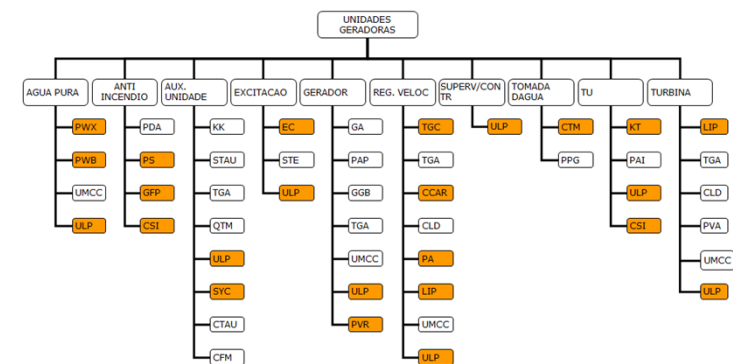 UNIDADES
GERADORAS
AGUA PURA
ANTI
INCENDIO
AUX.
UNIDADE
EXCITACAO
GERADOR
REG. VELOC
SUPERV/CON
TR
TOMADA
DAGUA
TU
TURBINA
PWX
PWB
UMCC
ULP
PDA
PS
GFP
CSI
KK
STAU
TGA
QTM
ULP
SYC
CTAU
CFM
EC
STE
ULP
GA
PAP
GGB
TGA
UMCC
ULP
PVR
TGC
TGA
CCAR
CLD
PA
LIP
UMCC
ULP
ULP
CTM
PPG
KT
PAI
ULP
CSI
LIP
TGA
CLD
PVA
UMCC
ULP